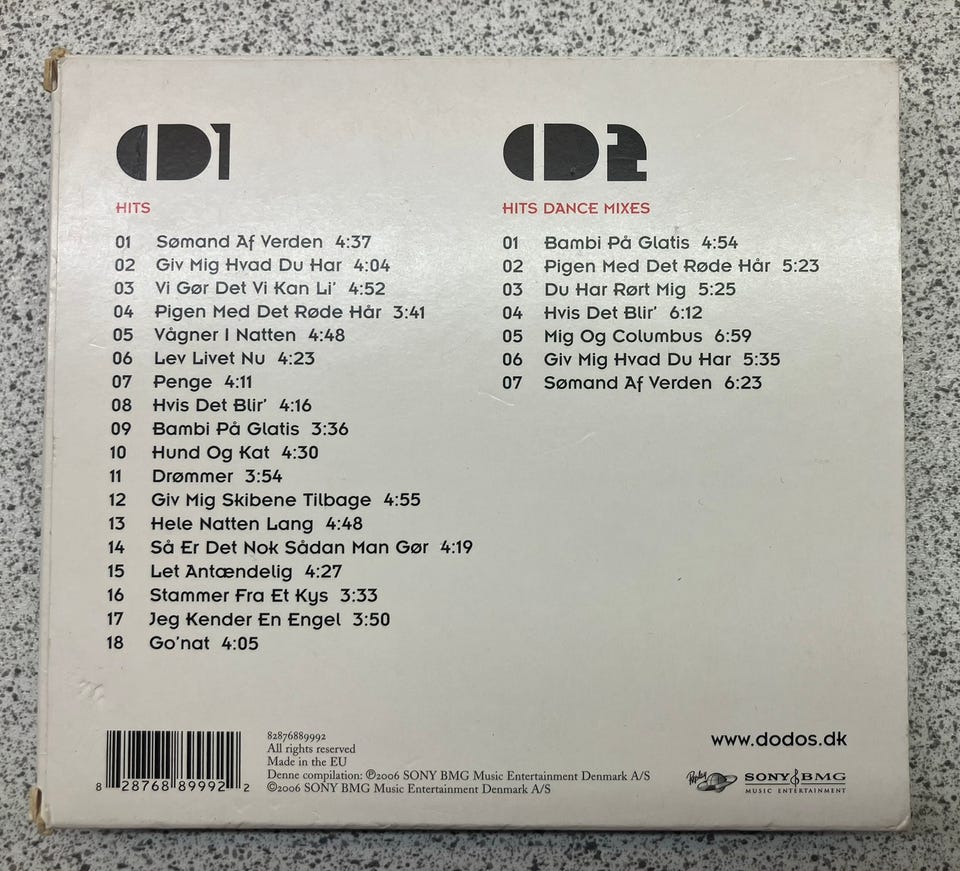 CD1
HITS
01 Sømand Af Verden 4:37
02 Giv Mig Hvad Du Har 4:04
03 Vi Gør Det Vi Kan Li' 4:52
04 Pigen Med Det Røde Hår 3:41
05 Vågner I Natten 4:48
06 Lev Livet Nu 4:23
07 Penge 4:11
08 Hvis Det Blir' 4:16
09 Bambi På Glatis 3:36
10 Hund Og Kat 4:30
11 Drømmer 3:54
12 Giv Mig Skibene Tilbage 4:55
13 Hele Natten Lang 4:48
14 Så Er Det Nok Sådan Man Gør 4:19
15 Let Antændelig 4:27
16 Stammer Fra Et Kys 3:33
17 Jeg Kender En Engel 3:50
18 Go'nat 4:05
CD2
HITS DANCE MIXES
01 Bambi På Glatis 4:54
02 Pigen Med Det Røde Hår 5:23
03 Du Har Rørt Mig 5:25
04 Hvis Det Blir' 6:12
05 Mig Og Columbus 6:59
06 Giv Mig Hvad Du Har 5:35
07 Sømand Af Verden 6:23
8 28768 89992 2
82876889992
All rights reserved
Made in the EU
Denne compilation: ℗2006 SONY BMG Music Entertainment Denmark A/S
©2006 SONY BMG Music Entertainment Denmark A/S
www.dodos.dk
SONY BMG
MUSIC ENTERTAINMENT